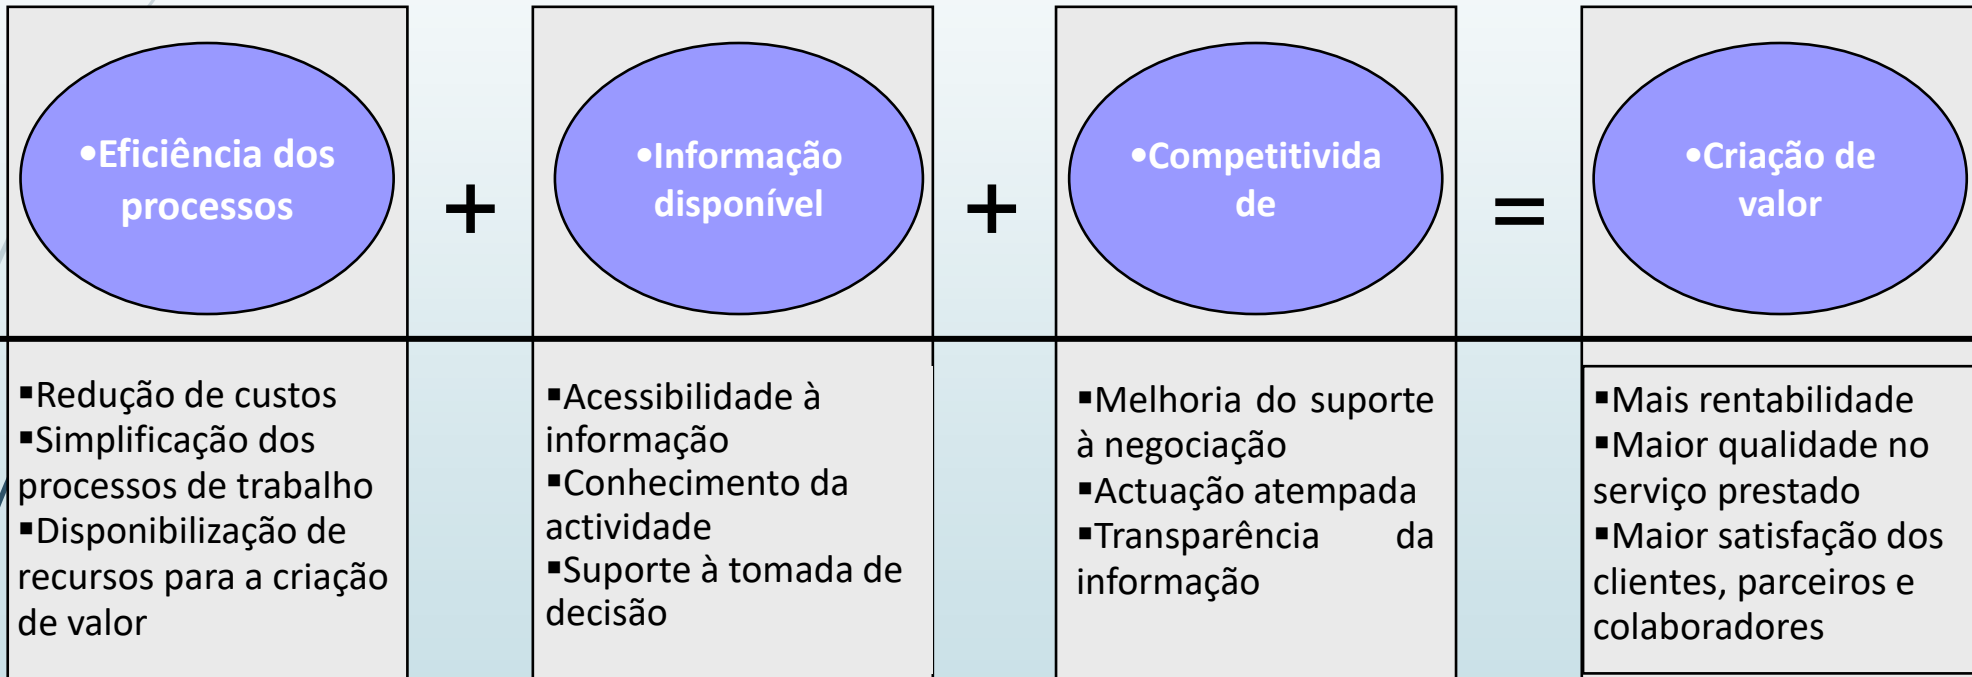 •Eficiência dos
processos
+
•Informação
disponível
+
•Competitivida
de
=
•Criação de
valor
▪Redução de custos
▪Simplificação dos
processos de trabalho
▪Disponibilização de
recursos para a criação
de valor
▪Acessibilidade à
informação
▪Conhecimento da
actividade
▪Suporte à tomada de
decisão
▪Melhoria do suporte
à negociação
▪Actuação atempada
▪Transparência da
informação
▪Mais rentabilidade
▪Maior qualidade no
serviço prestado
▪Maior satisfação dos
clientes, parceiros e
colaboradores